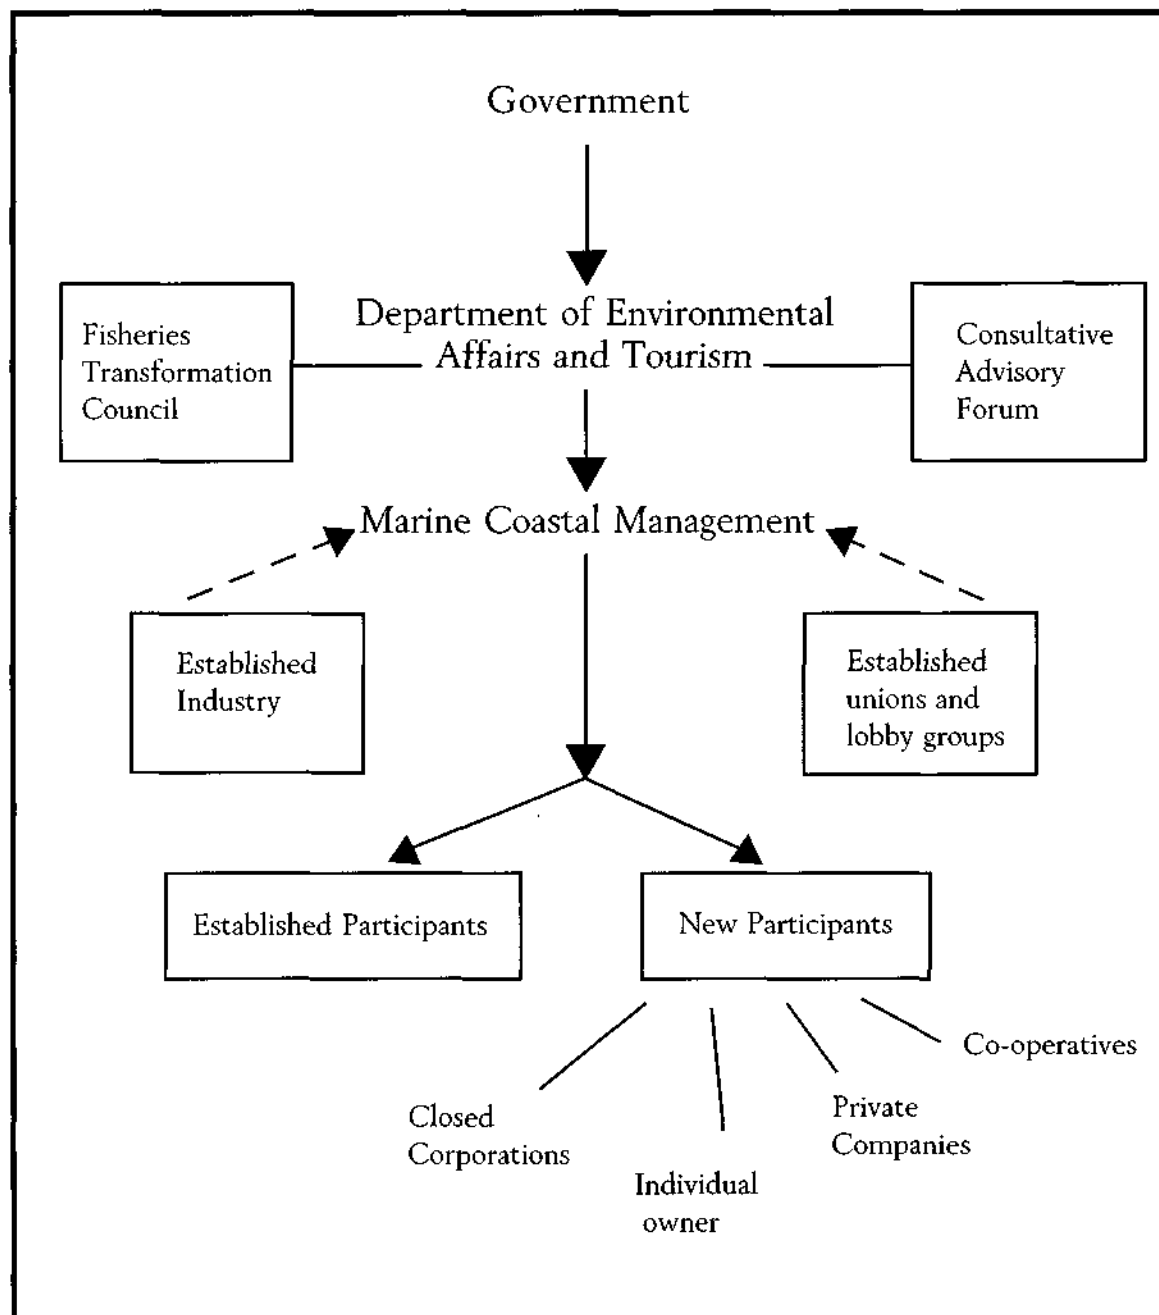 Government
Fisheries
Transformation
Council
Department of Environmental
Affairs and Tourism
Consultative
Advisory
Forum
Marine Coastal Management
Established
Industry
Established
unions and
lobby groups
Established Participants
New Participants
Co-operatives
Closed
Corporations
Private
Companies
Individual
owner